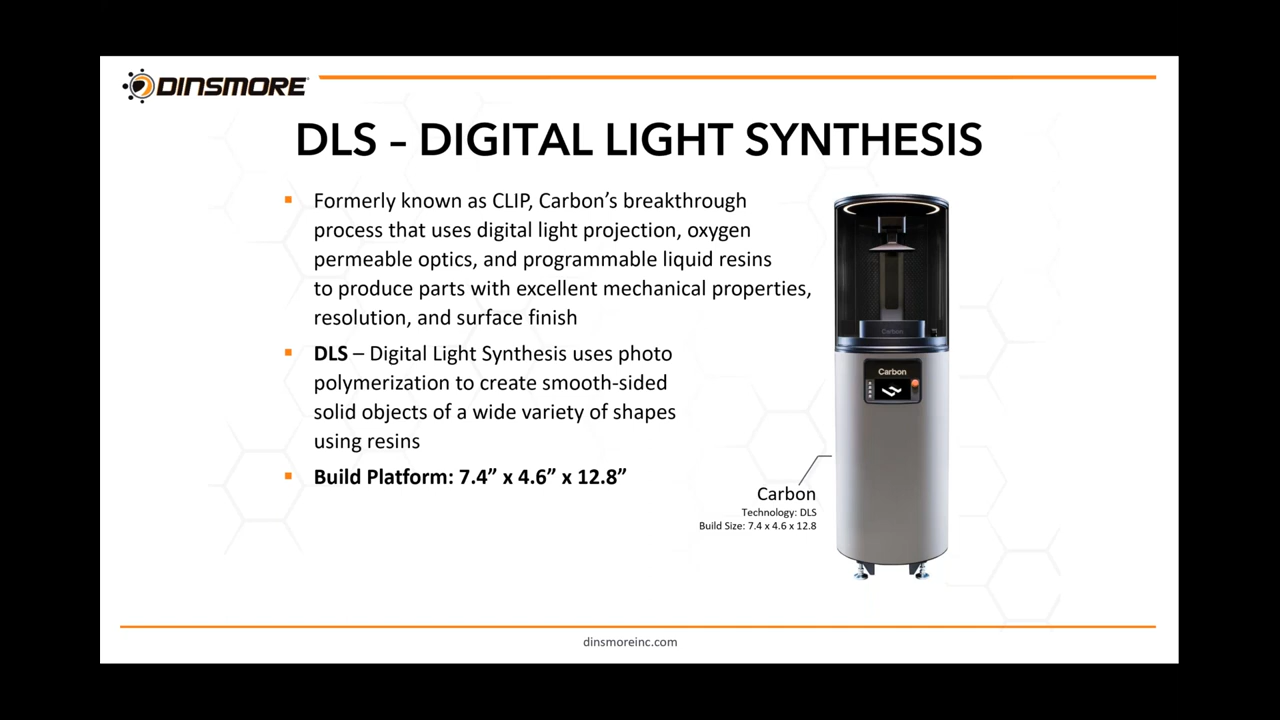 DINSMORE
DLS – DIGITAL LIGHT SYNTHESIS
Formerly known as CLIP, Carbon’s breakthrough
process that uses digital light projection, oxygen
permeable optics, and programmable liquid resins
to produce parts with excellent mechanical properties,
resolution, and surface finish
DLS – Digital Light Synthesis uses photo
polymerization to create smooth-sided
solid objects of a wide variety of shapes
using resins
Build Platform: 7.4” x 4.6” x 12.8”
Carbon
Carbon
Carbon
Technology: DLS
Build Size: 7.4 x 4.6 x 12.8
dinsmoreinc.com